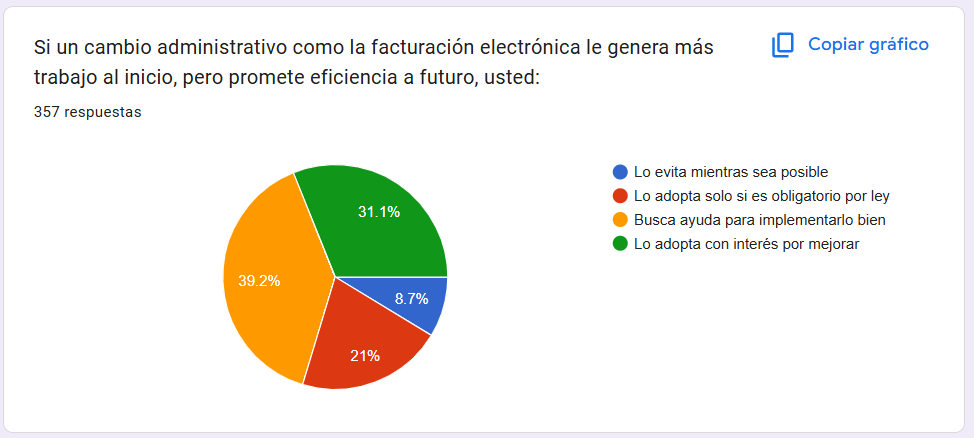 Si un cambio administrativo como la facturación electrónica le genera más
trabajo al inicio, pero promete eficiencia a futuro, usted:
Copiar gráfico
357 respuestas
31.1%
39.2%
8.7%
21%
Lo evita mientras sea posible
Lo adopta solo si es obligatorio por ley
Busca ayuda para implementarlo bien
Lo adopta con interés por mejorar